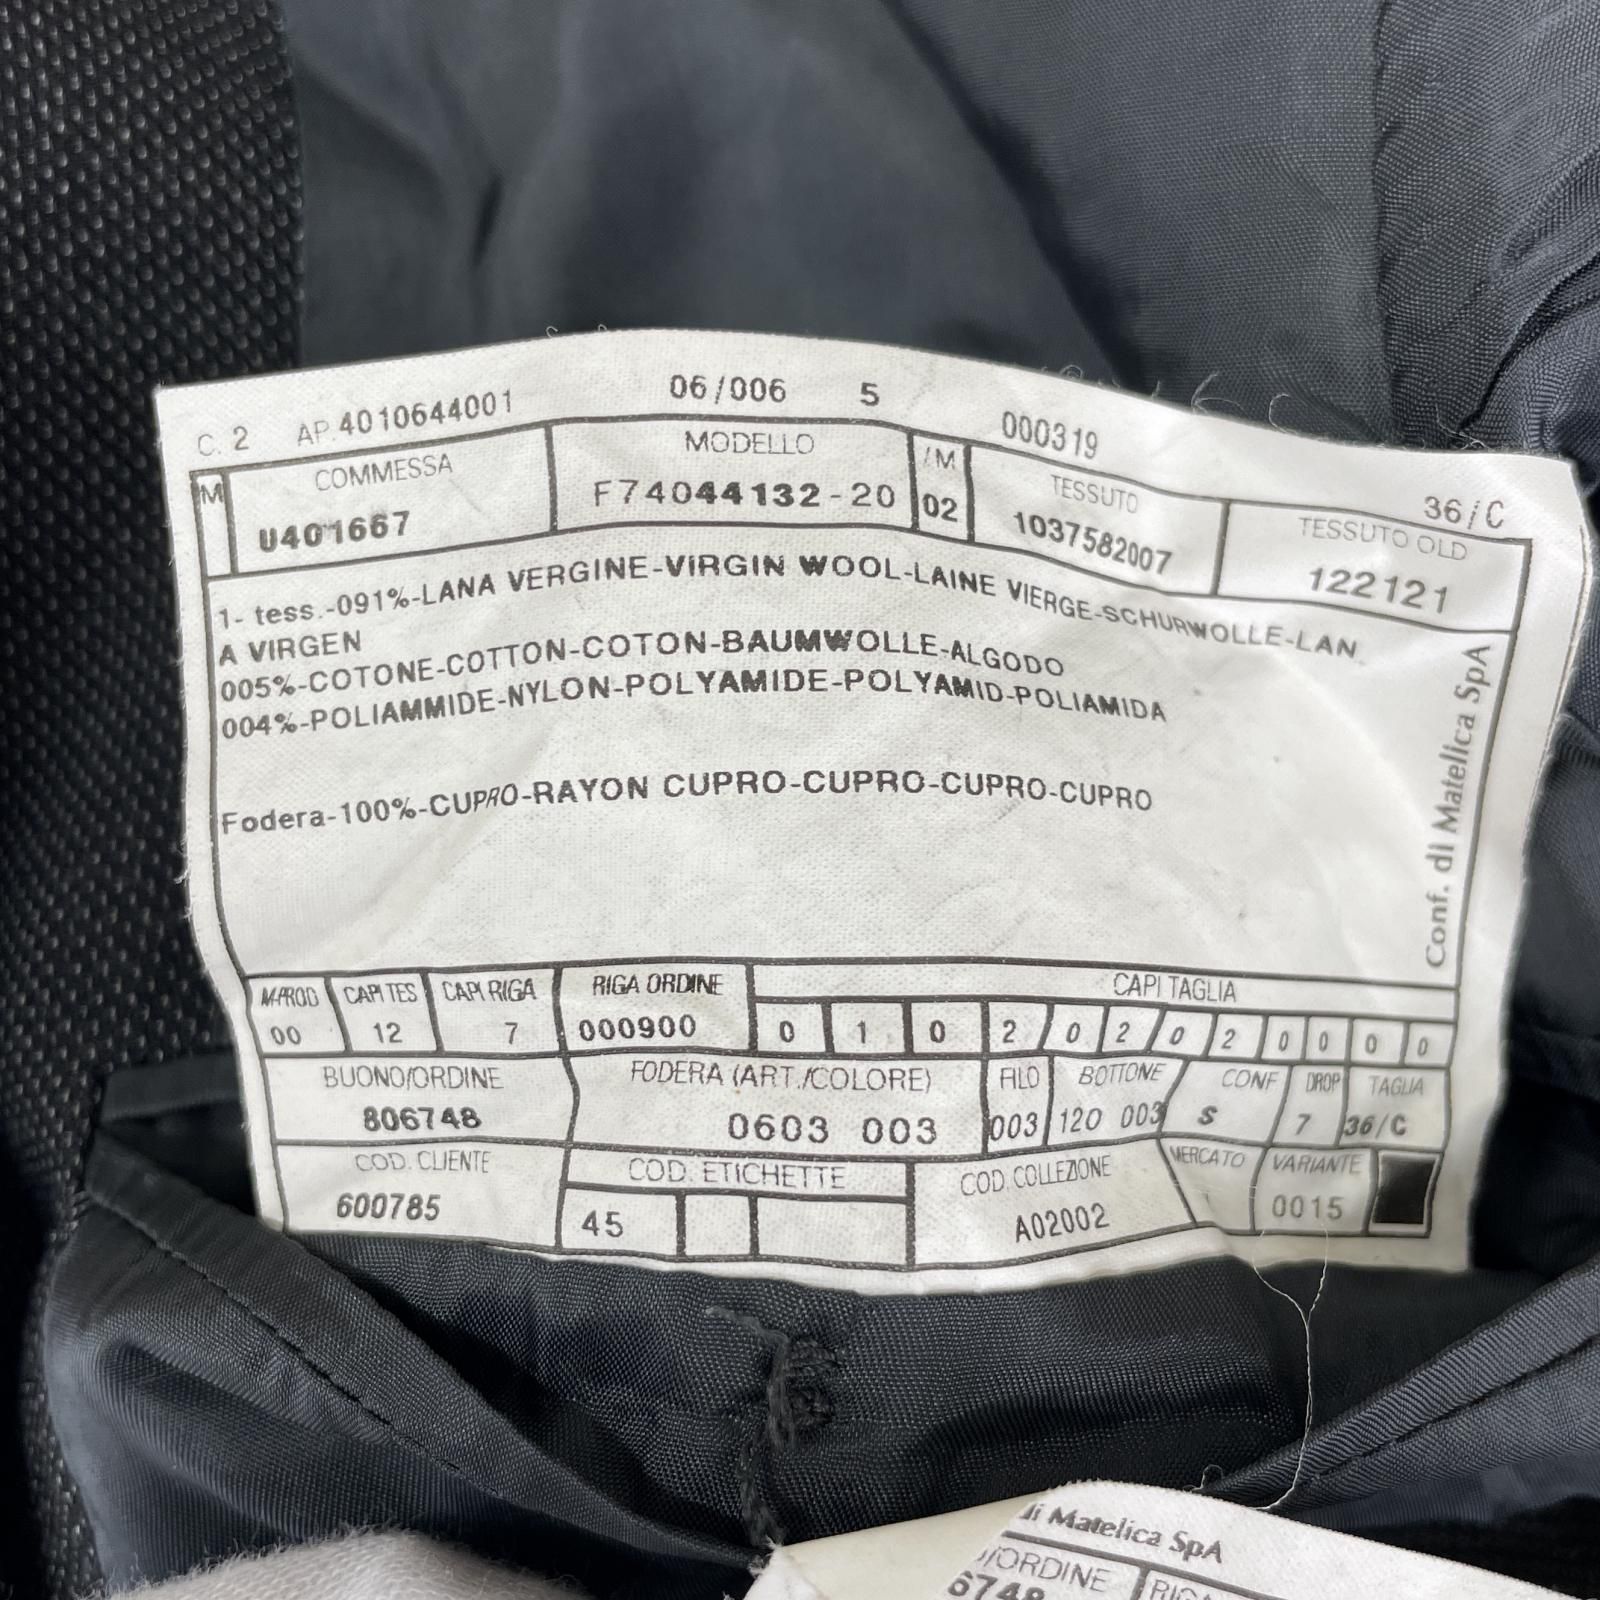 C. 2 AP.4010644001 06/006 5 000319 36/C
M COMMESSA MODELLO /M TESSUTO TESSUTO OLD
U401667 F74044132-20 02 1037582007 122121
1- tess.-091%-LANA VERGINE-VIRGIN WOOL-LAINE VIERGE-SCHURWOLLE-LAN
A VIRGEN
005%-COTONE-COTTON-COTON-BAUMWOLLE-ALGODO
004%-POLIAMMIDE-NYLON-POLYAMIDE-POLYAMID-POLIAMIDA
Fodera-100%-CUPRO-RAYON CUPRO-CUPRO-CUPRO-CUPRO
Conf. di Matelica SpA
M-PROD CAPI TES CAPI RIGA RIGA ORDINE CAPI TAGLIA
00 12 7 000900 0 1 0 2 0 2 0 2 0 0 0 0
BUONO/ORDINE FODERA (ART./COLORE) FILO BOTTONE CONF DROP TAGLIA
806748 0603 003 003 120 003 S 7 36/C
COD. CLIENTE COD. ETICHETTE COD. COLLEZIONE MERCATO VARIANTE
600785 45 A02002 0015
di Matelica SpA
/ORDINE RIG
6748